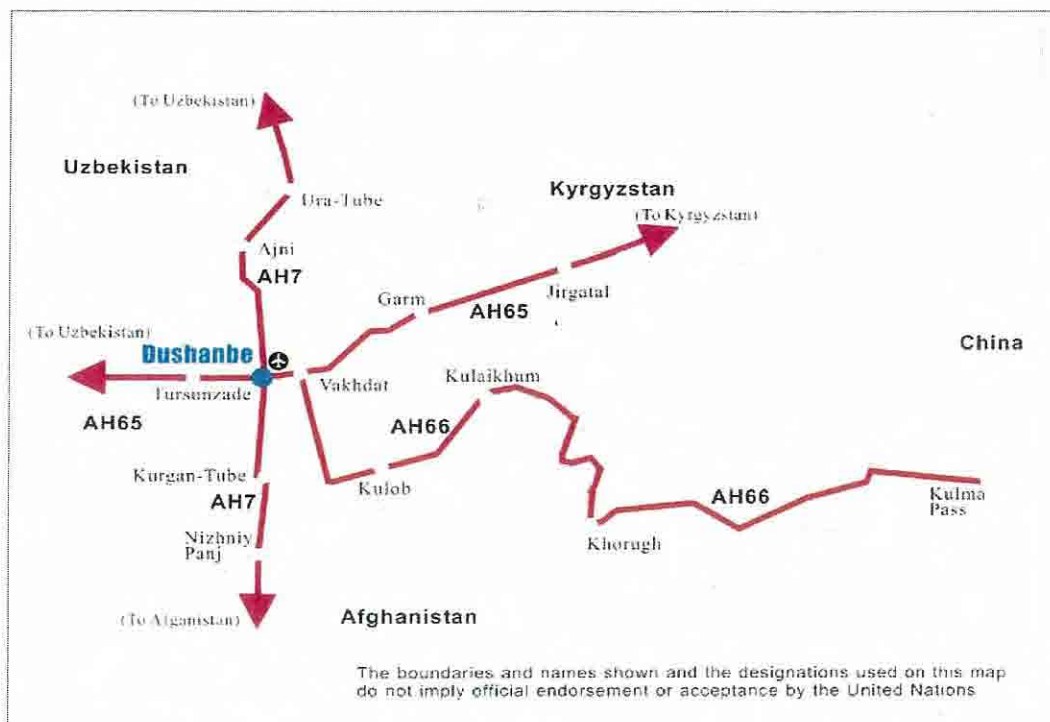 (To Uzbekistan)
Uzbekistan
Ura-Tube
Kyrgyzstan
(To Kyrgyzstan)
Ajni
AH7
Garm
Jirgatal
AH65
(To Uzbekistan)
Dushanbe
China
Tursunzade
Vakhdat
Kulaikhum
AH65
AH66
Kurgan-Tube
Kulob
AH7
AH66
Kulma
Pass
Nizhniy
Panj
Khorugh
(To Afganistan)
Afghanistan
The boundaries and names shown and the designations used on this map
do not imply official endorsement or acceptance by the United Nations